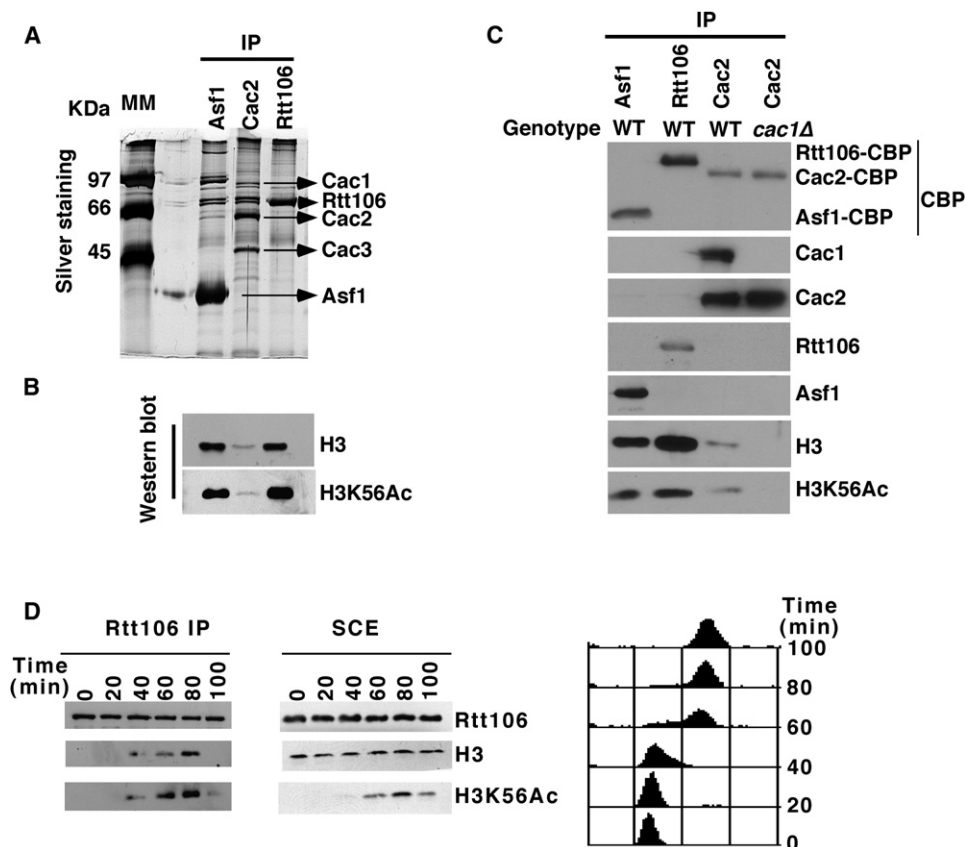 A
IP
KDa MM Asf1 Cac2 Rtt106
Silver staining
97
66
45
Cac1
Rtt106
Cac2
Cac3
Asf1
B
Western blot
H3
H3K56Ac
C
IP
Asf1 Rtt106 Cac2 Cac2
Genotype WT WT WT cac1Δ
Rtt106-CBP
Cac2-CBP
Asf1-CBP
CBP
Cac1
Cac2
Rtt106
Asf1
H3
H3K56Ac
D
Rtt106 IP
SCE
Time
(min)
0 20 40 60 80 100
0 20 40 60 80 100
Rtt106
H3
H3K56Ac
Time
(min)
100
80
60
40
20
0